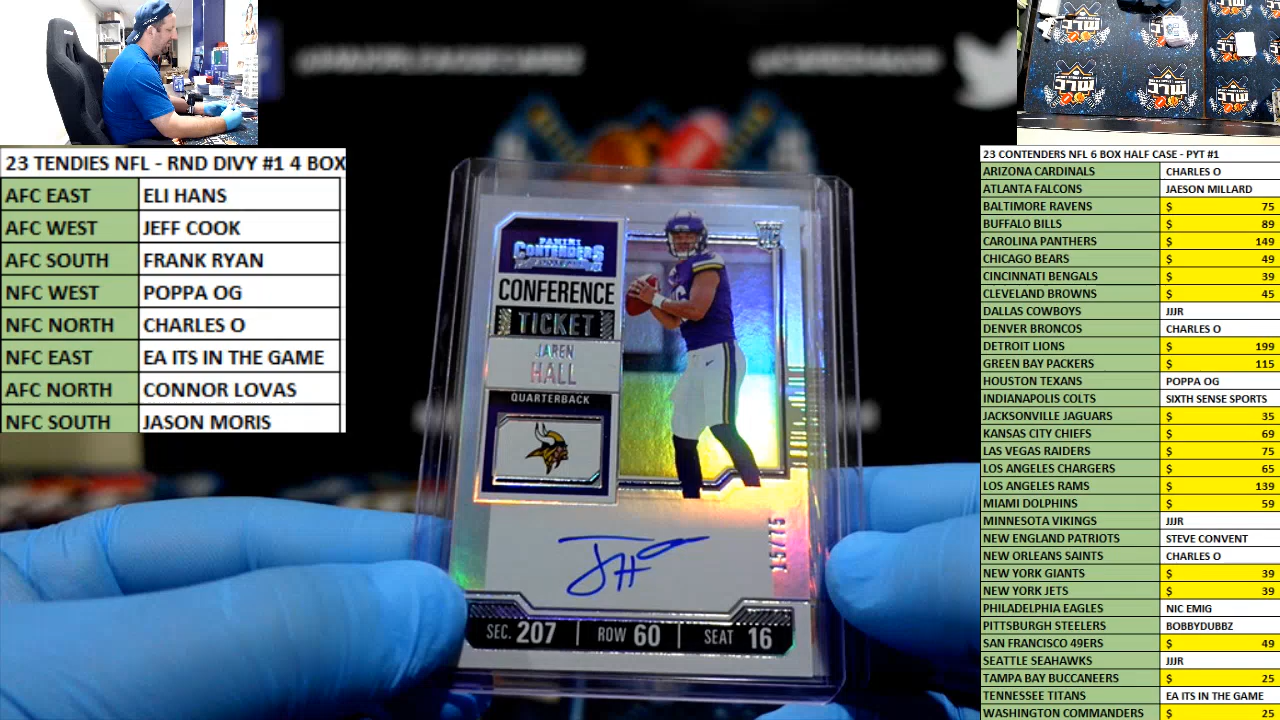 23 TENDIES NFL - RND DIVY #1 4 BOX
AFC EAST ELI HANS
AFC WEST JEFF COOK
AFC SOUTH FRANK RYAN
NFC WEST POPPA OG
NFC NORTH CHARLES O
NFC EAST EA ITS IN THE GAME
AFC NORTH CONNOR LOVAS
NFC SOUTH JASON MORIS
PANINI
CONTENDERS
CONFERENCE
TICKET
JAREN
HALL
QUARTERBACK
15/75
SEC. 207 ROW 60 SEAT 16
23 CONTENDERS NFL 6 BOX HALF CASE - PYT #1
ARIZONA CARDINALS CHARLES O
ATLANTA FALCONS JAESON MILLARD
BALTIMORE RAVENS $ 75
BUFFALO BILLS $ 89
CAROLINA PANTHERS $ 149
CHICAGO BEARS $ 49
CINCINNATI BENGALS $ 39
CLEVELAND BROWNS $ 45
DALLAS COWBOYS JJJR
DENVER BRONCOS CHARLES O
DETROIT LIONS $ 199
GREEN BAY PACKERS $ 115
HOUSTON TEXANS POPPA OG
INDIANAPOLIS COLTS SIXTH SENSE SPORTS
JACKSONVILLE JAGUARS $ 35
KANSAS CITY CHIEFS $ 69
LAS VEGAS RAIDERS $ 75
LOS ANGELES CHARGERS $ 65
LOS ANGELES RAMS $ 139
MIAMI DOLPHINS $ 59
MINNESOTA VIKINGS JJJR
NEW ENGLAND PATRIOTS STEVE CONVENT
NEW ORLEANS SAINTS CHARLES O
NEW YORK GIANTS $ 39
NEW YORK JETS $ 39
PHILADELPHIA EAGLES NIC EMIG
PITTSBURGH STEELERS BOBBYDUBBZ
SAN FRANCISCO 49ERS $ 49
SEATTLE SEAHAWKS JJJR
TAMPA BAY BUCCANEERS $ 25
TENNESSEE TITANS EA ITS IN THE GAME
WASHINGTON COMMANDERS $ 25